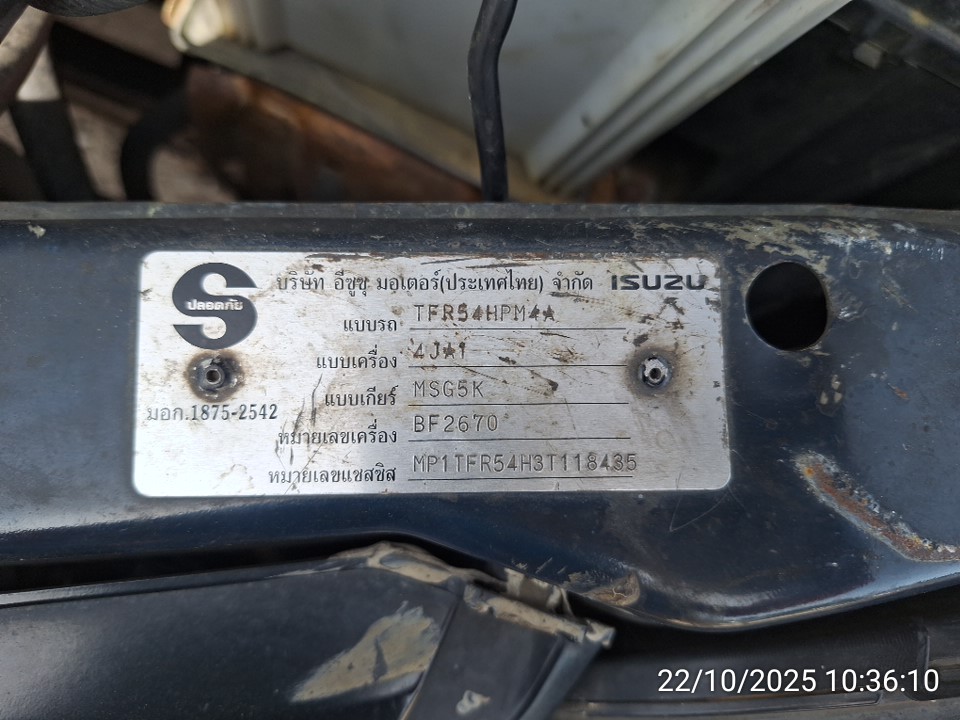 บริษัท อีซูซุ มอเตอร์(ประเทศไทย) จำกัด ISUZU
S
ปลอดภัย
แบบรถ TFR54HPM4A
แบบเครื่อง 4JA1
แบบเกียร์ MSG5K
มอก.1875-2542
หมายเลขเครื่อง BF2670
หมายเลขแชสซิส MP1TFR54H3T118435
22/10/2025 10:36:10